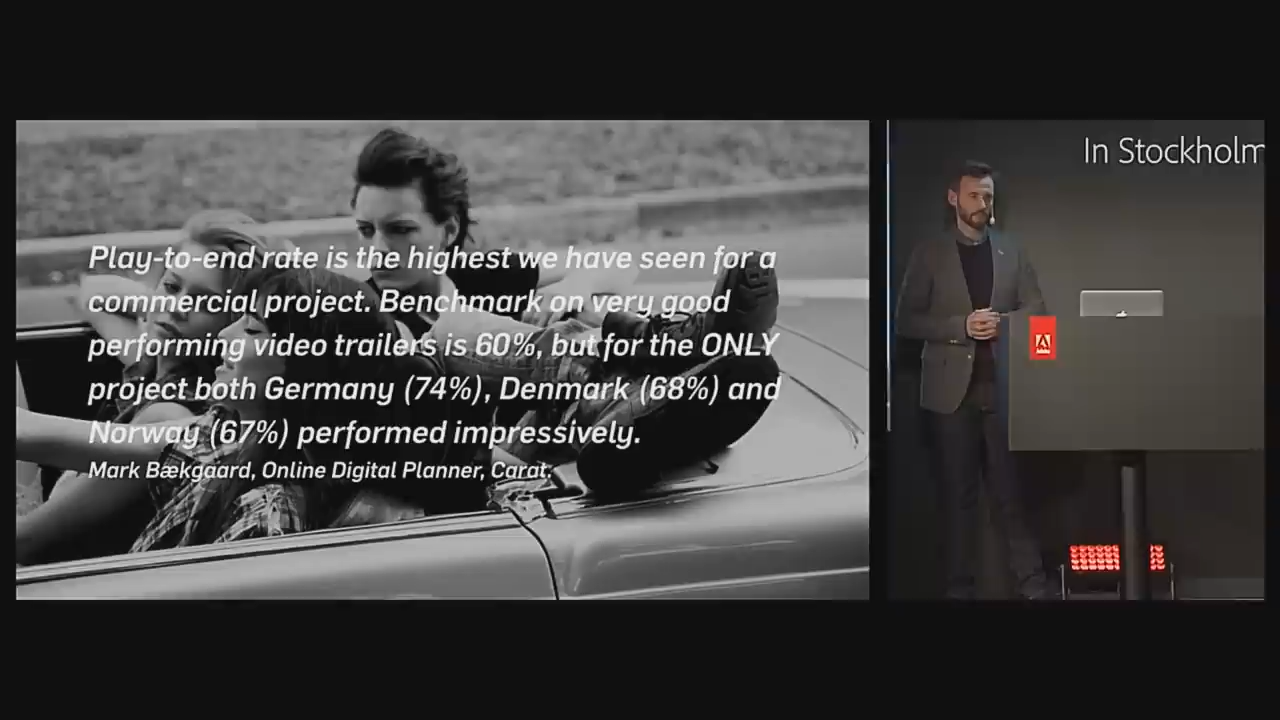 Play-to-end rate is the highest we have seen for a
commercial project. Benchmark on very good
performing video trailers is 60%, but for the ONLY
project both Germany (74%), Denmark (68%) and
Norway (67%) performed impressively.
Mark Bækgaard, Online Digital Planner, Carat.
In Stockholm